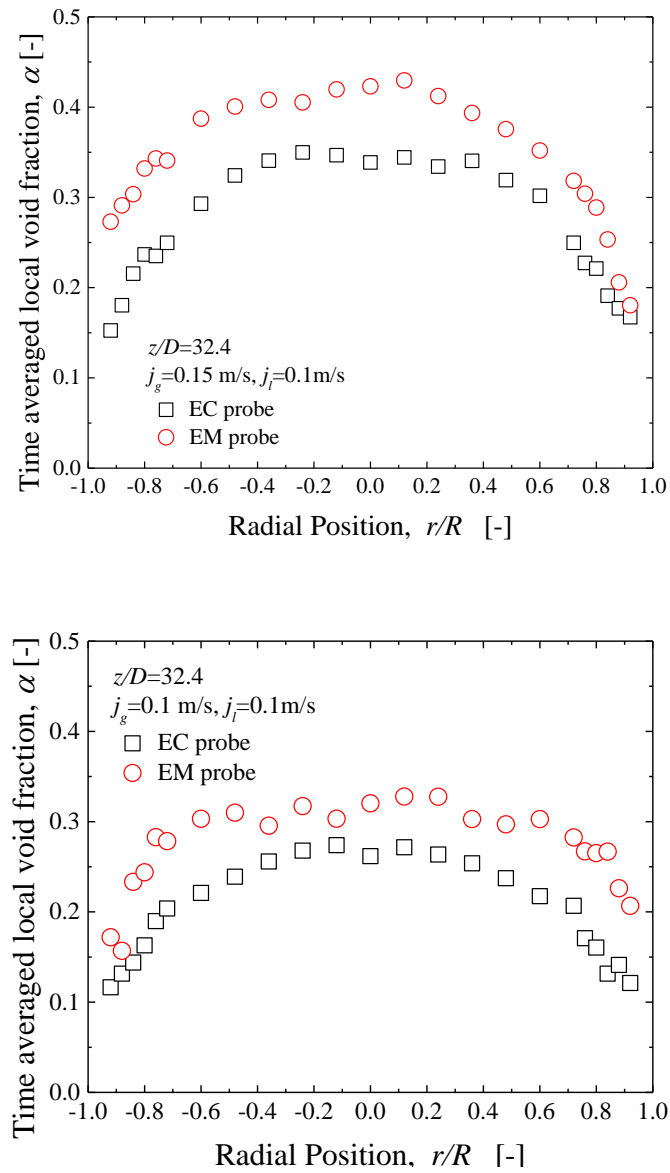 0.5
0.4
0.3
0.2
0.1
0.0
Time averaged local void fraction, α [-]
z/D=32.4
j_g=0.15 m/s, j_l=0.1m/s
EC probe
EM probe
-1.0 -0.8 -0.6 -0.4 -0.2 0.0 0.2 0.4 0.6 0.8 1.0
Radial Position, r/R [-]
0.5
0.4
0.3
0.2
0.1
0.0
Time averaged local void fraction, α [-]
z/D=32.4
j_g=0.1 m/s, j_l=0.1m/s
EC probe
EM probe
-1.0 -0.8 -0.6 -0.4 -0.2 0.0 0.2 0.4 0.6 0.8 1.0
Radial Position, r/R [-]